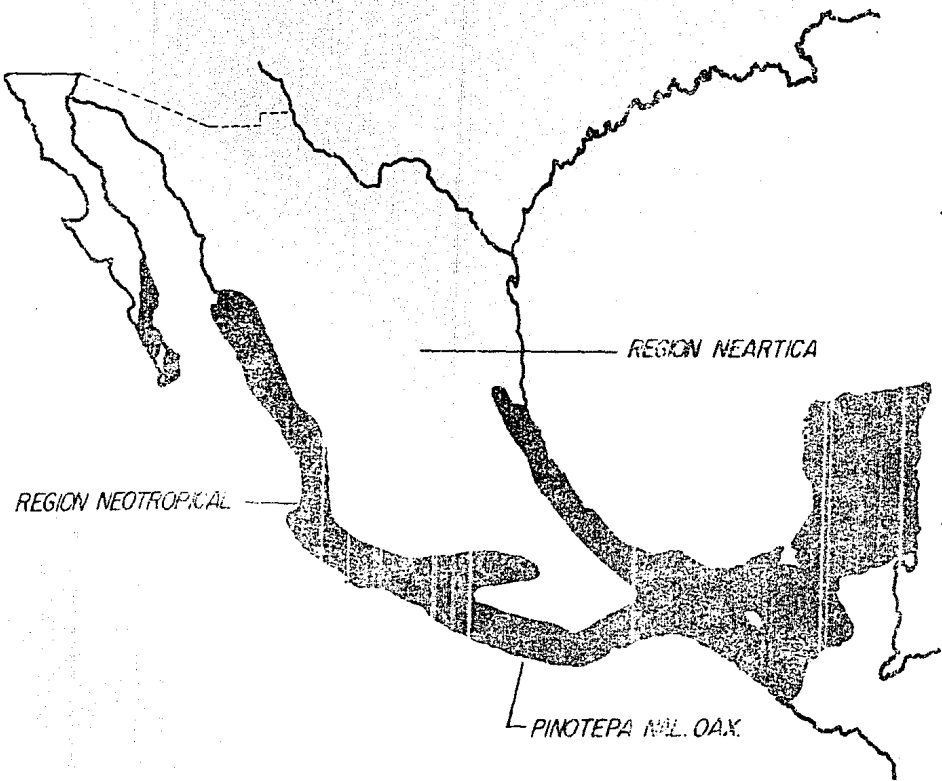 REGION NEARTICA
REGION NEOTROPICAL
PINOTEPA NAL. OAX.